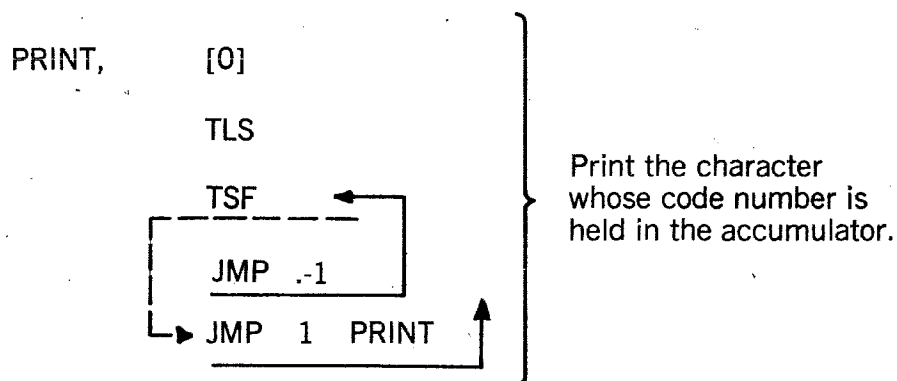 PRINT, [0]
TLS
TSF
JMP .-1
JMP 1 PRINT
Print the character
whose code number is
held in the accumulator.